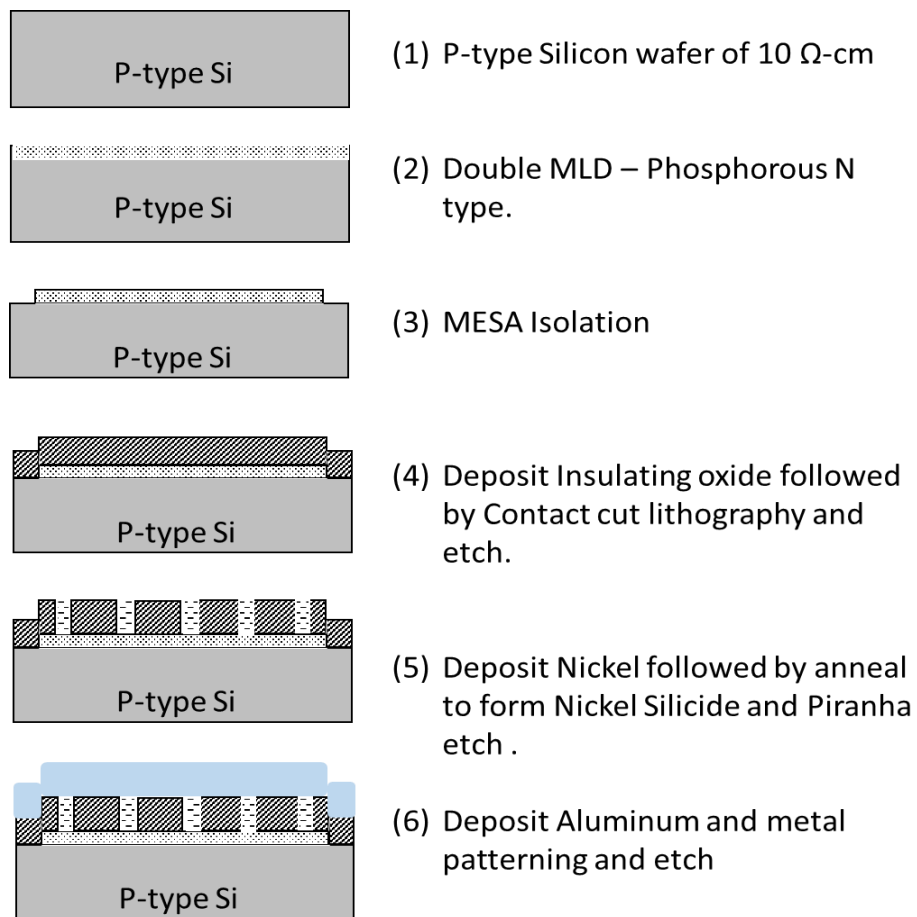 P-type Si
(1) P-type Silicon wafer of 10 Ω-cm
P-type Si
(2) Double MLD – Phosphorous N
type.
P-type Si
(3) MESA Isolation
P-type Si
(4) Deposit Insulating oxide followed
by Contact cut lithography and
etch.
P-type Si
(5) Deposit Nickel followed by anneal
to form Nickel Silicide and Piranha
etch .
P-type Si
(6) Deposit Aluminum and metal
patterning and etch